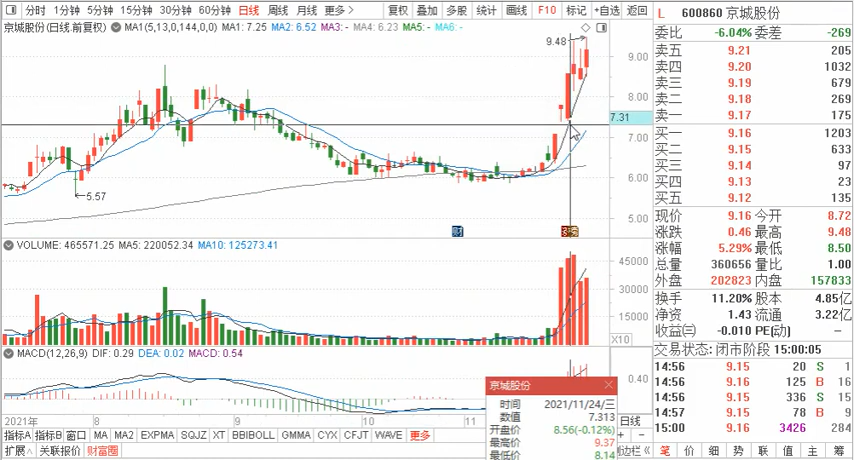 分时 1分钟 5分钟 15分钟 30分钟 60分钟 日线 周线 月线 更多 复权 叠加 多股 统计 画线 F10 标记 +自选 返回
京城股份(日线.前复权) MA1(5,13,0,144,0,0) MA1: 7.25 MA2: 6.52 MA3: - MA4: 6.23 MA5: - MA6: -
9.48
9.00
8.00
7.31
7.00
6.00
5.57
5.00
财
VOLUME: 465571.25 MA5: 220052.34 MA10: 125273.41
45000
30000
15000
X10
MACD(12,26,9) DIF: 0.29 DEA: 0.02 MACD: 0.54
0.40
2021年 8 9 10 11 日线
京城股份
时间 2021/11/24/三
数值 7.313
开盘价 8.56(-0.12%)
最高价 9.37
最低价 8.14
指标A 指标B 窗口 MA MA2 EXPMA SQJZ XT BBIBOLL GMMA CYX CFJT WAVE 更多
扩展 关联报价 财富圈 侧边栏
L 600860 京城股份
委比 -6.04% 委差 -269
卖五 9.21 205
卖四 9.20 1032
卖三 9.19 679
卖二 9.18 269
卖一 9.17 175
买一 9.16 1203
买二 9.15 633
买三 9.14 97
买四 9.13 23
买五 9.12 135
现价 9.16 今开 8.72
涨跌 0.46 最高 9.48
涨幅 5.29% 最低 8.50
总量 360656 量比 1.00
外盘 202823 内盘 157833
换手 11.20% 股本 4.85亿
净资 1.43 流通 3.22亿
收益㈢ -0.010 PE(动) –
交易状态: 闭市阶段 15:00:05
14:56 9.15 20 S 1
14:56 9.16 125 B 16
14:56 9.15 336 S 15
14:57 9.15 78 B 9
15:00 9.16 3426 284
笔 价 细 势 联 值 主 筹